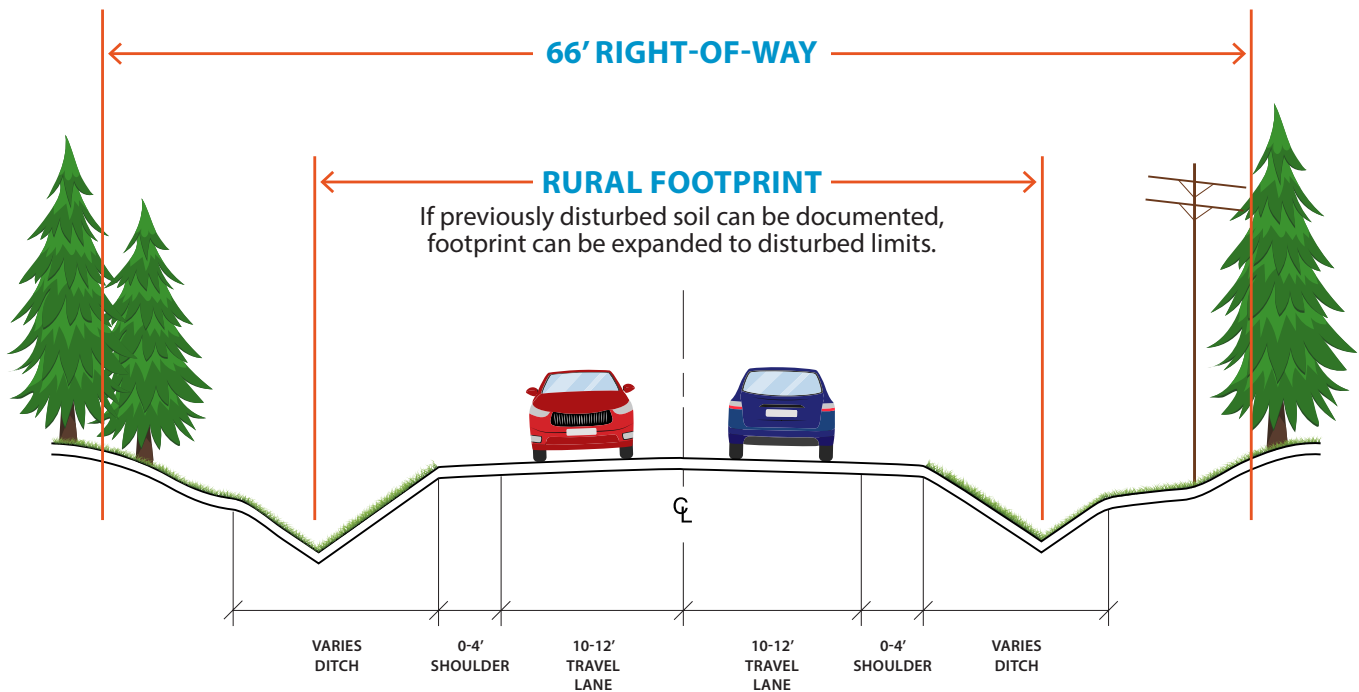 66’ RIGHT-OF-WAY
RURAL FOOTPRINT
If previously disturbed soil can be documented,
footprint can be expanded to disturbed limits.
CL
VARIES
DITCH
0-4’
SHOULDER
10-12’
TRAVEL
LANE
10-12’
TRAVEL
LANE
0-4’
SHOULDER
VARIES
DITCH